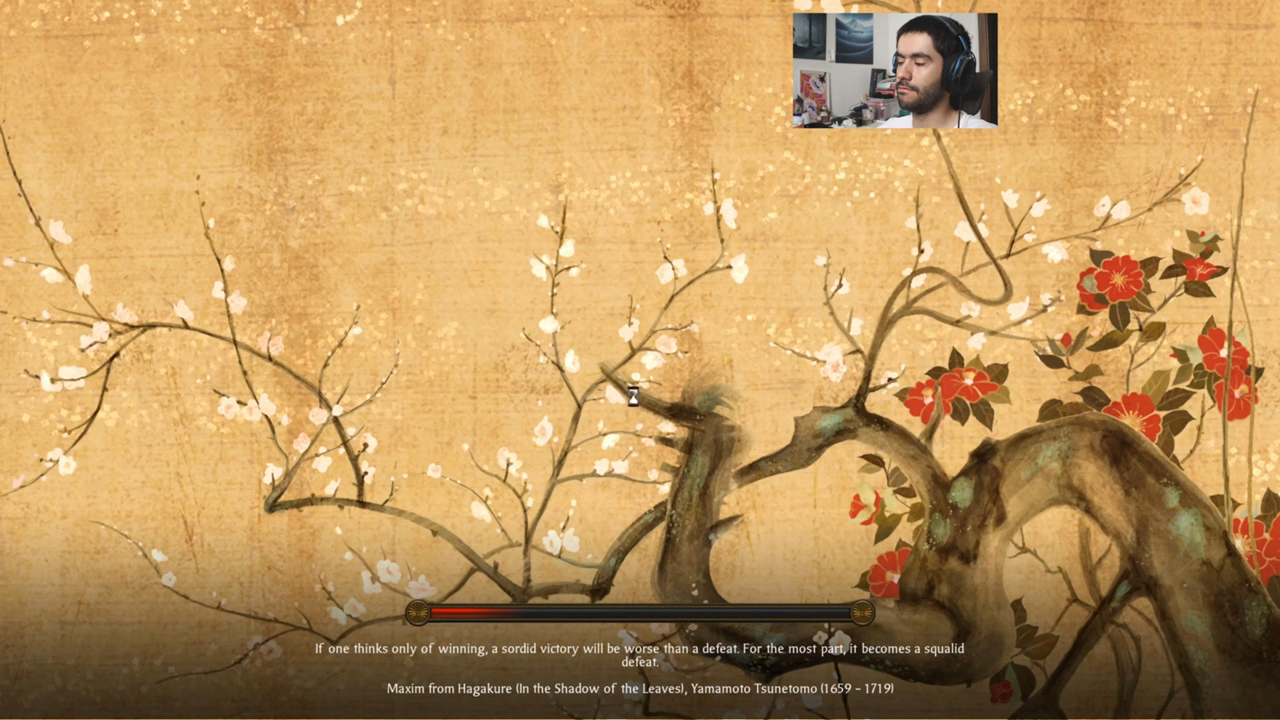 If one thinks only of winning, a sordid victory will be worse than a defeat. For the most part, it becomes a squalid
defeat.
Maxim from Hagakure (In the Shadow of the Leaves), Yamamoto Tsunetomo (1659 - 1719)